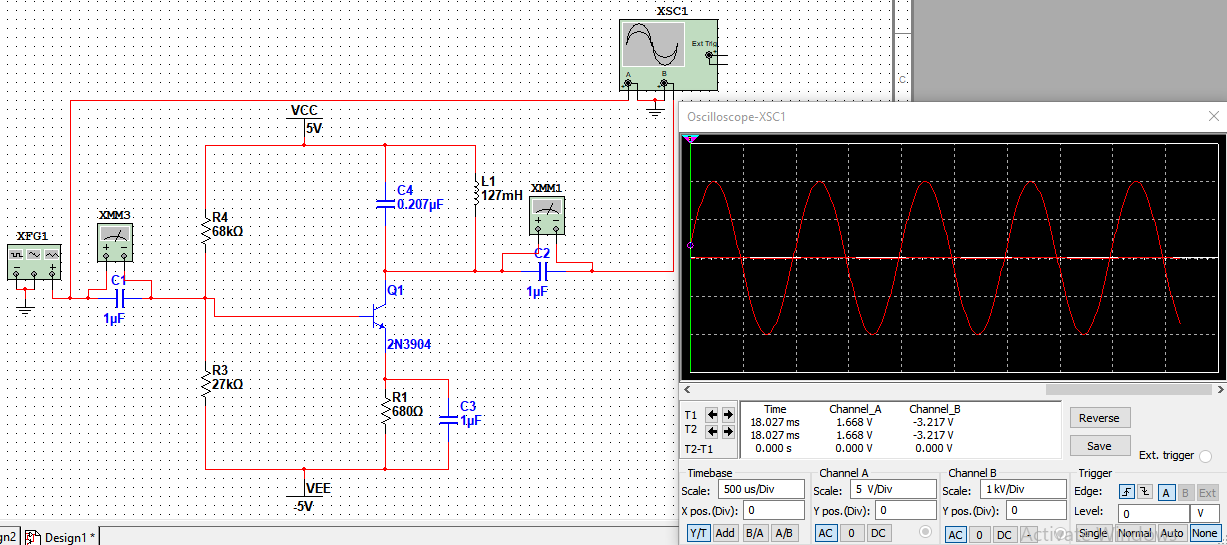 XSC1
Ext Trig
A B
C
VCC
5V
C4
0.207µF
L1
127mH
XMM1
R4
68kΩ
XMM3
XFG1
C1
1µF
C2
1µF
Q1
2N3904
R3
27kΩ
R1
680Ω
C3
1µF
VEE
-5V
gn2 Design1 *
Oscilloscope-XSC1
Time Channel_A Channel_B
T1 18.027 ms 1.668 V -3.217 V
T2 18.027 ms 1.668 V -3.217 V
T2-T1 0.000 s 0.000 V 0.000 V
Reverse
Save
Ext. trigger
Timebase Channel A Channel B Trigger
Scale: 500 us/Div Scale: 5 V/Div Scale: 1 kV/Div Edge: A B Ext
X pos.(Div): 0 Y pos.(Div): 0 Y pos.(Div): 0 Level: 0 V
Y/T Add B/A A/B AC 0 DC AC 0 DC - Single Normal Auto None
Activate Windows